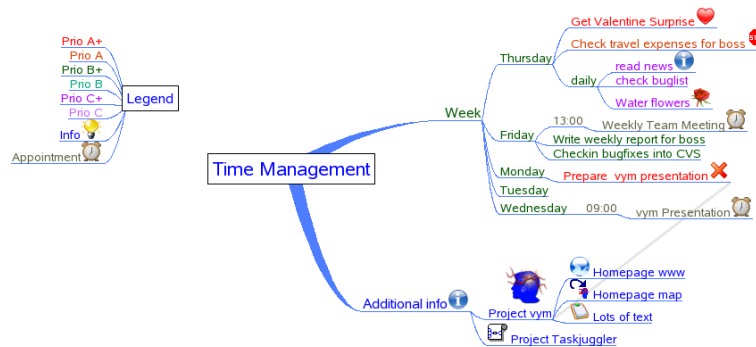 Prio A+
Prio A
Prio B+
Prio B
Prio C+
Prio C
Info
Appointment
Legend
Time Management
Week
Thursday
Get Valentine Surprise
Check travel expenses for boss
daily
read news
check buglist
Water flowers
Friday
13:00 Weekly Team Meeting
Write weekly report for boss
Checkin bugfixes into CVS
Monday
Prepare vym presentation
Tuesday
Wednesday
09:00 vym Presentation
Additional info
Project vym
Homepage www
Homepage map
Lots of text
Project Taskjuggler